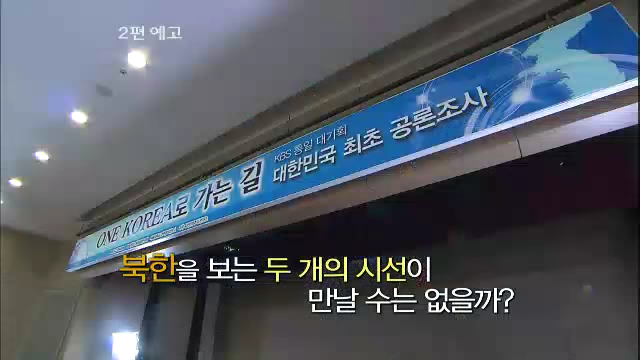 2편 예고
KBS 통일 대기획
ONE KOREA로 가는 길 대한민국 최초 공론조사
북한을 보는 두 개의 시선이
만날 수는 없을까?